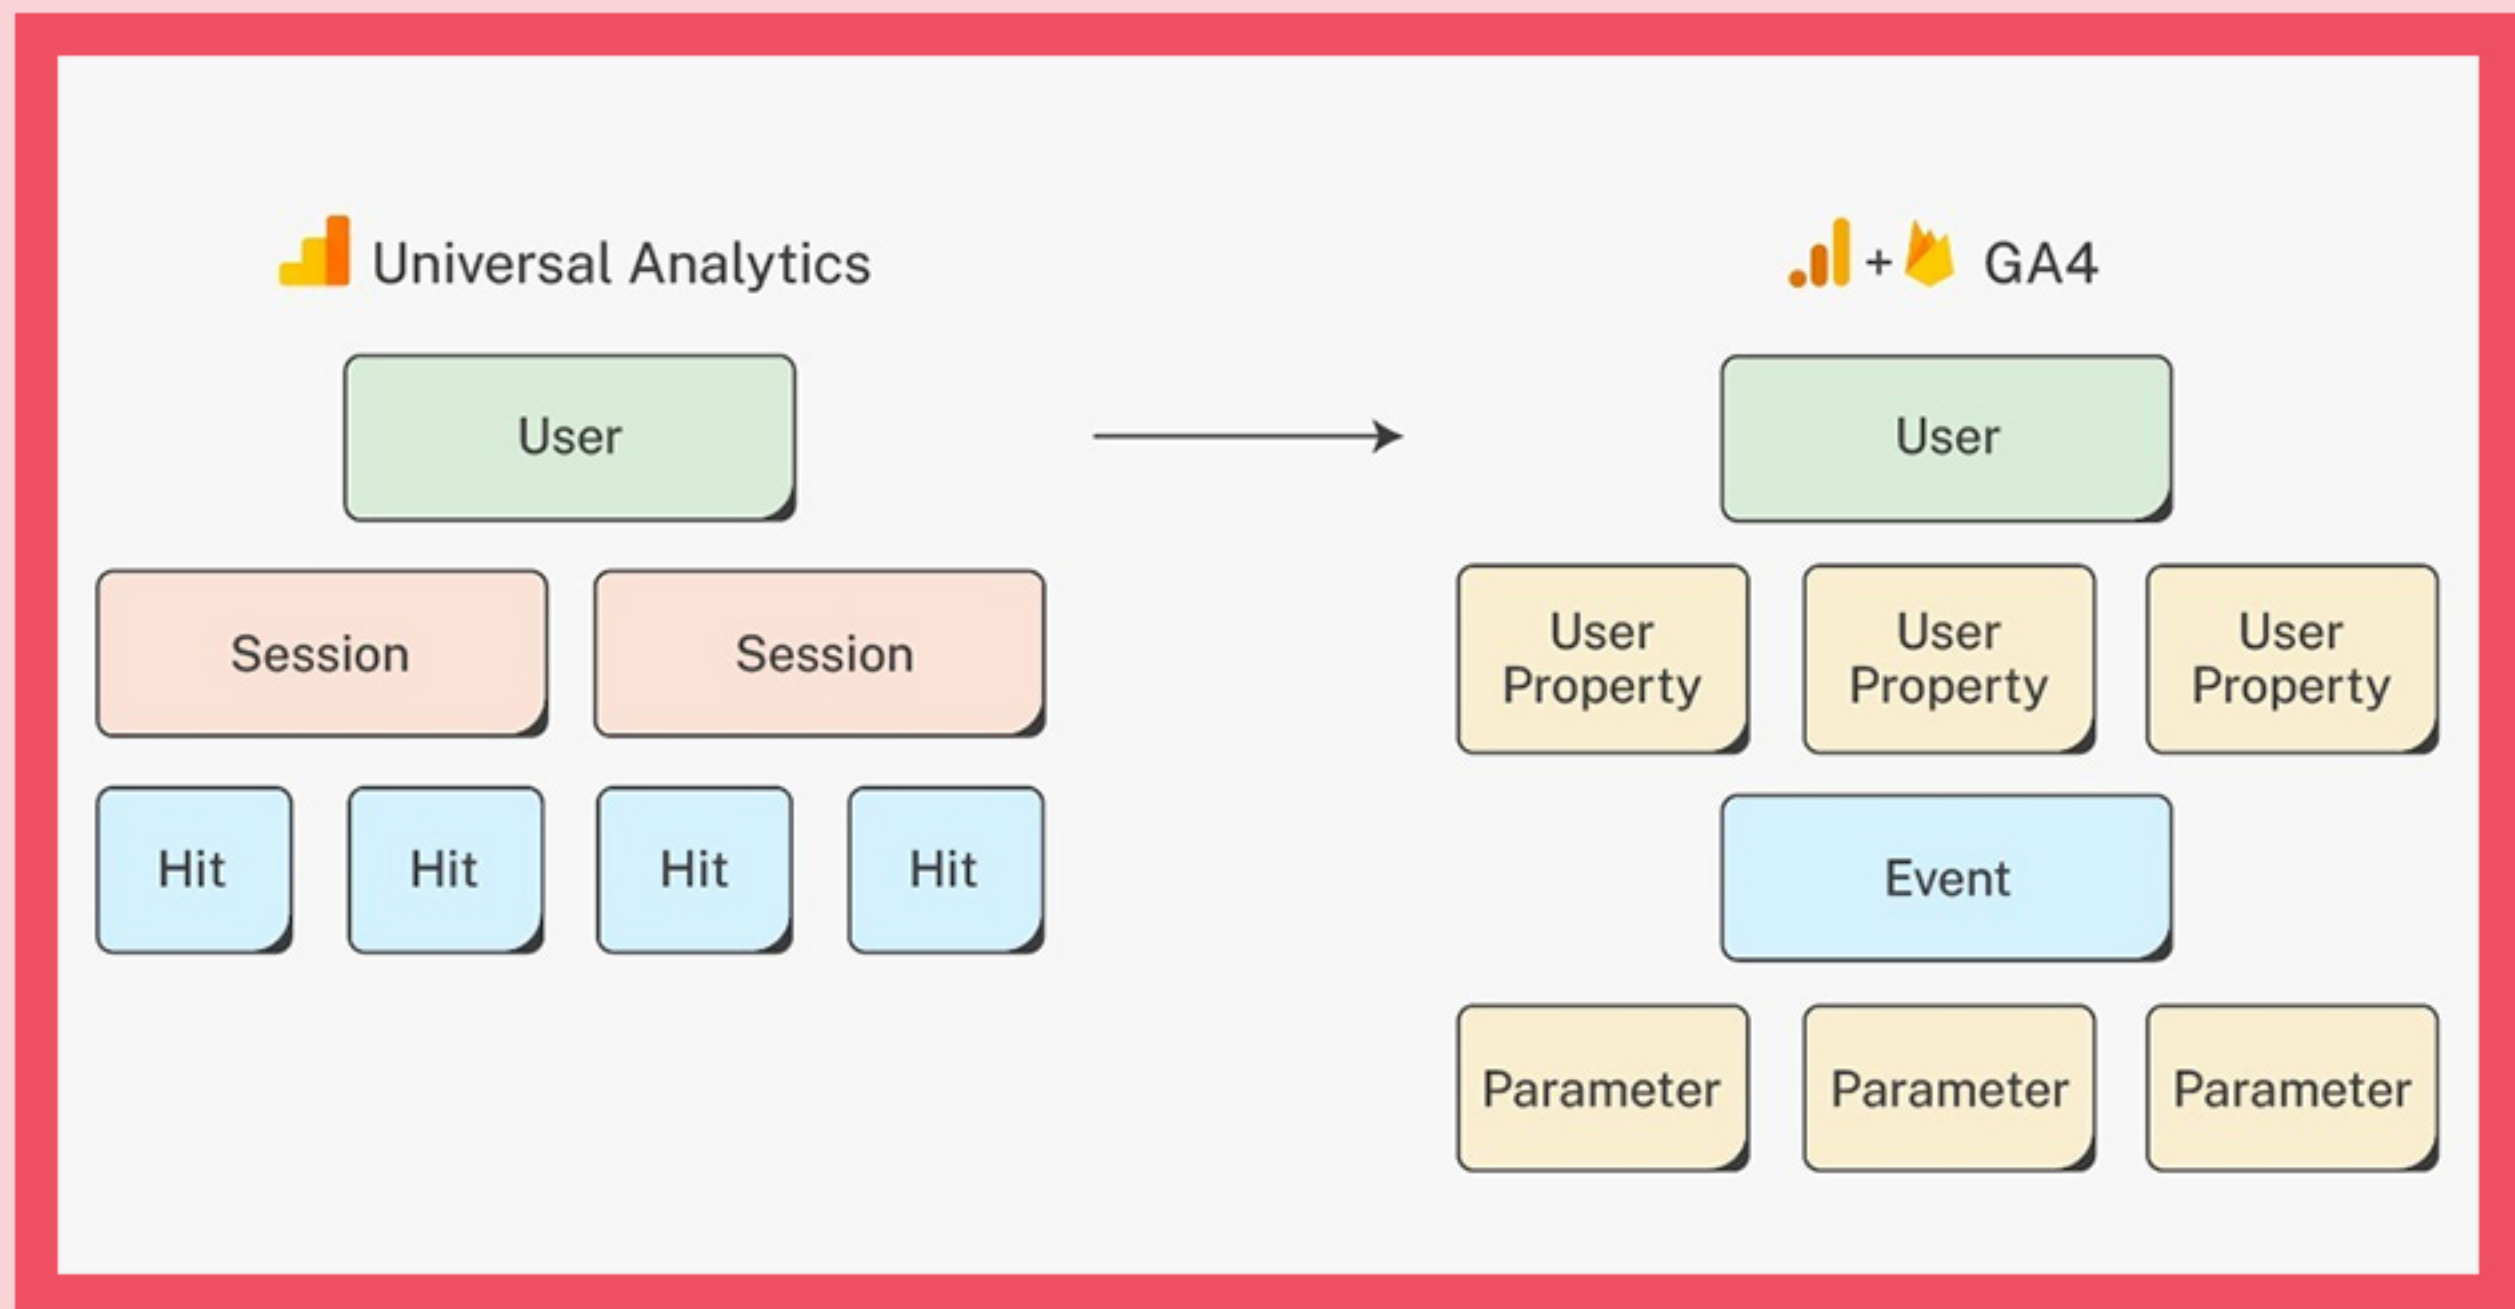 Universal Analytics
User
Session
Session
Hit
Hit
Hit
Hit
+
GA4
User
User
Property
User
Property
User
Property
Event
Parameter
Parameter
Parameter